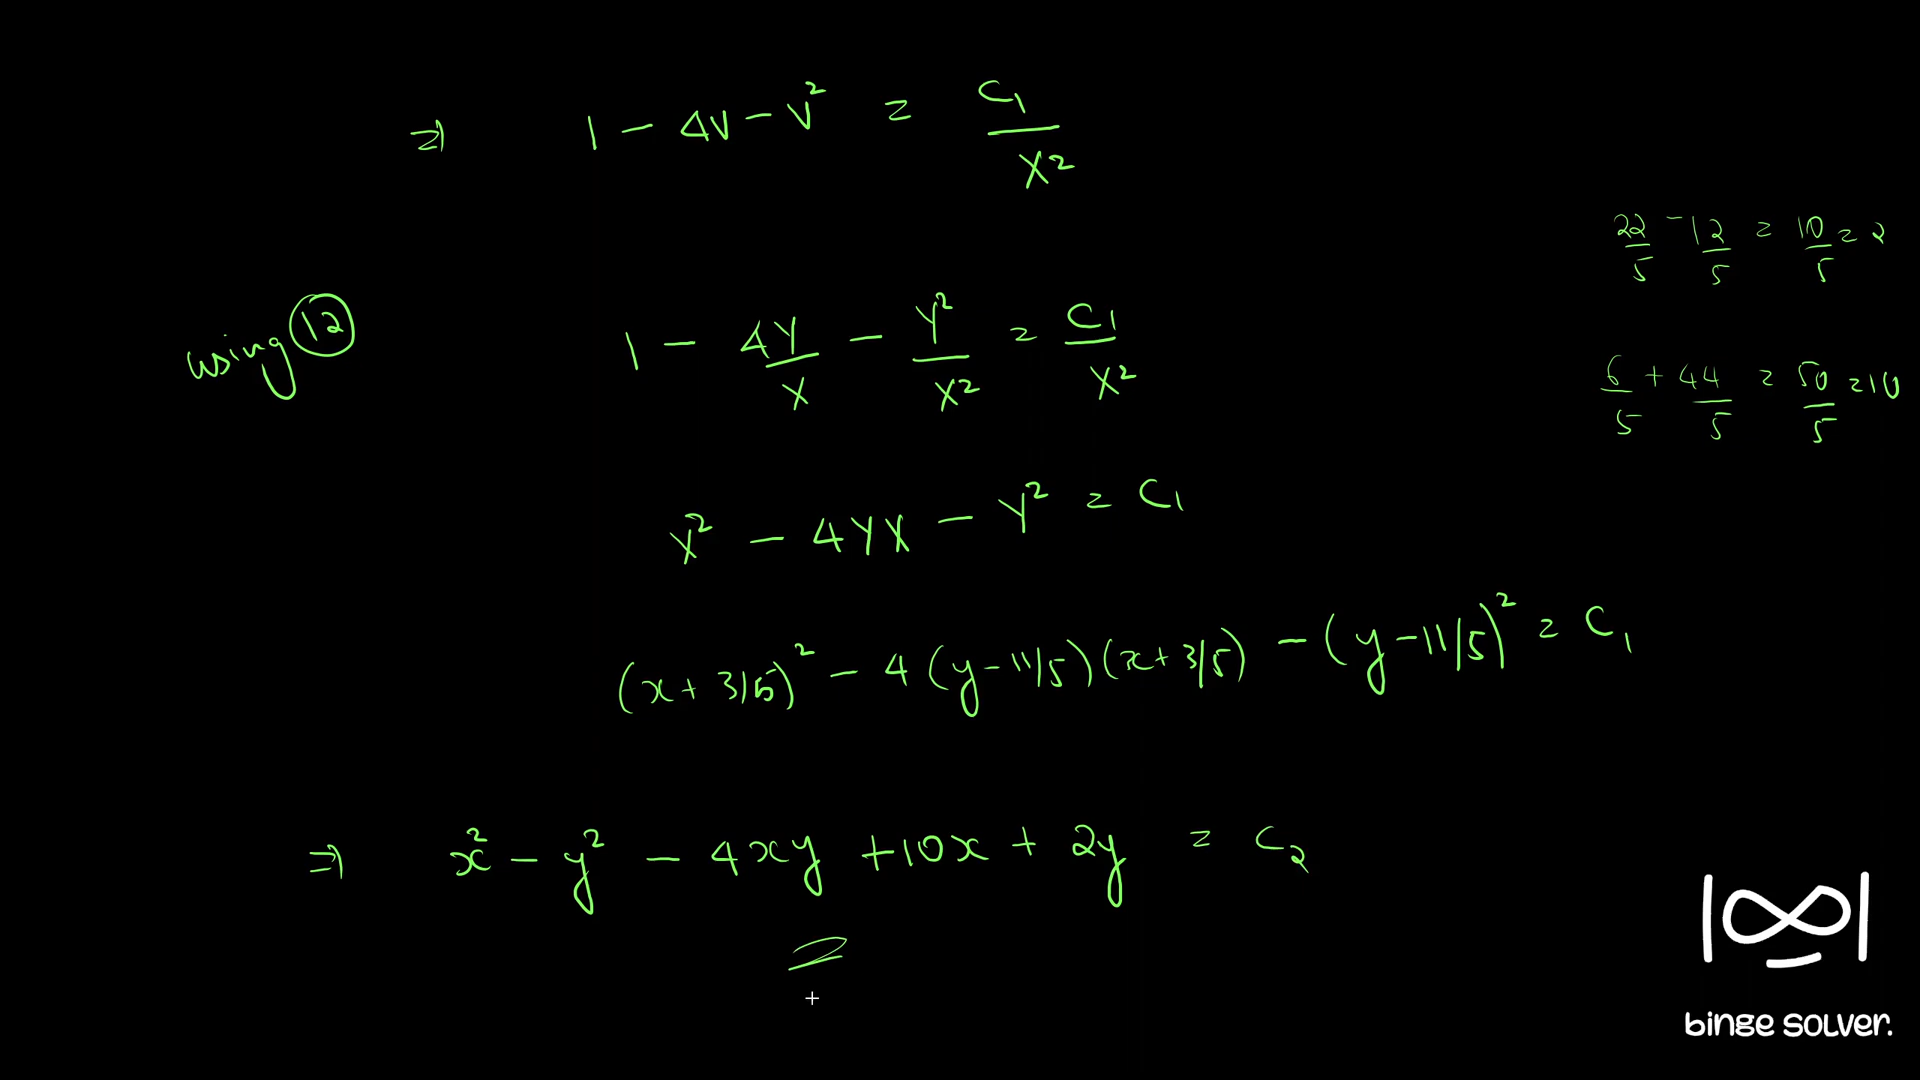 ⇒ 1 - 4V - V² = C₁/X²
22/5 - 12/5 = 10/5 = 2
using ⑫ 1 - 4Y/X - Y²/X² = C₁/X²
6/5 + 44/5 = 50/5 = 10
X² - 4YX - Y² = C₁
(x + 3/5)² - 4(y - 11/5)(x + 3/5) - (y - 11/5)² = C₁
⇒ x² - y² - 4xy + 10x + 2y = C₂
binge solver.